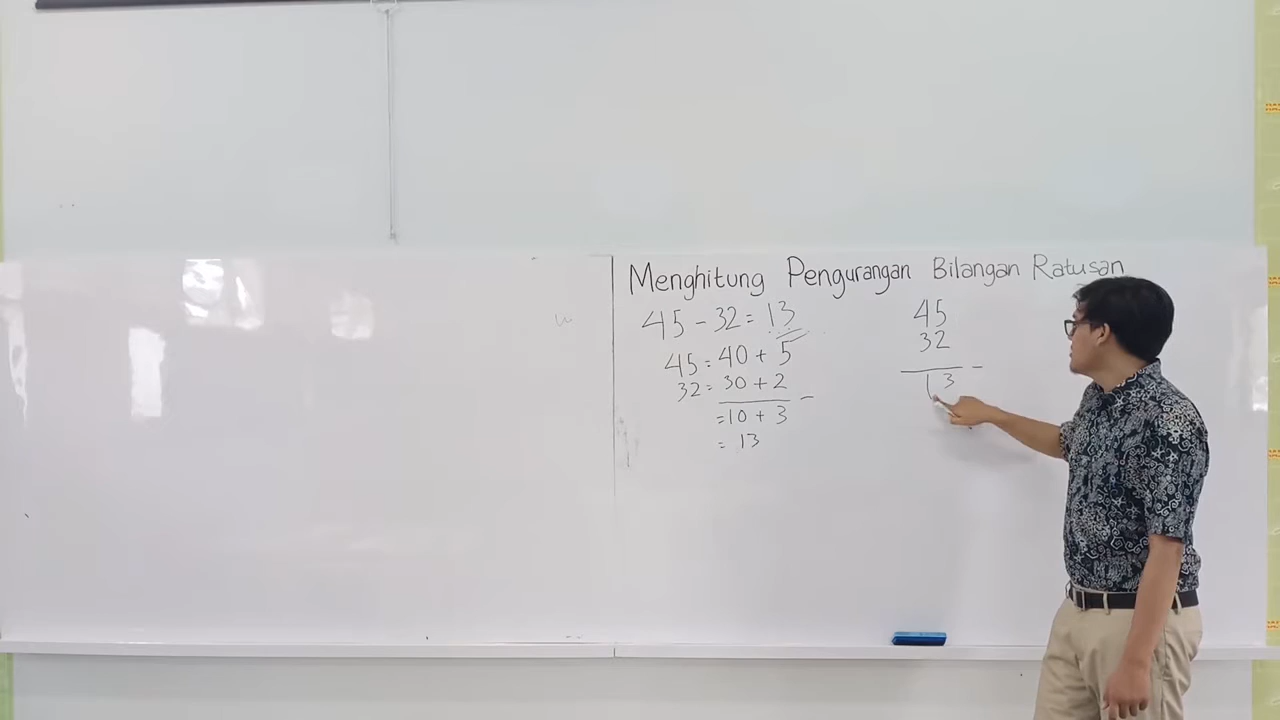 Menghitung Pengurangan Bilangan Ratusan
45 - 32 = 13
45 = 40 + 5
32 = 30 + 2
-
= 10 + 3
= 13
45
32
-
13